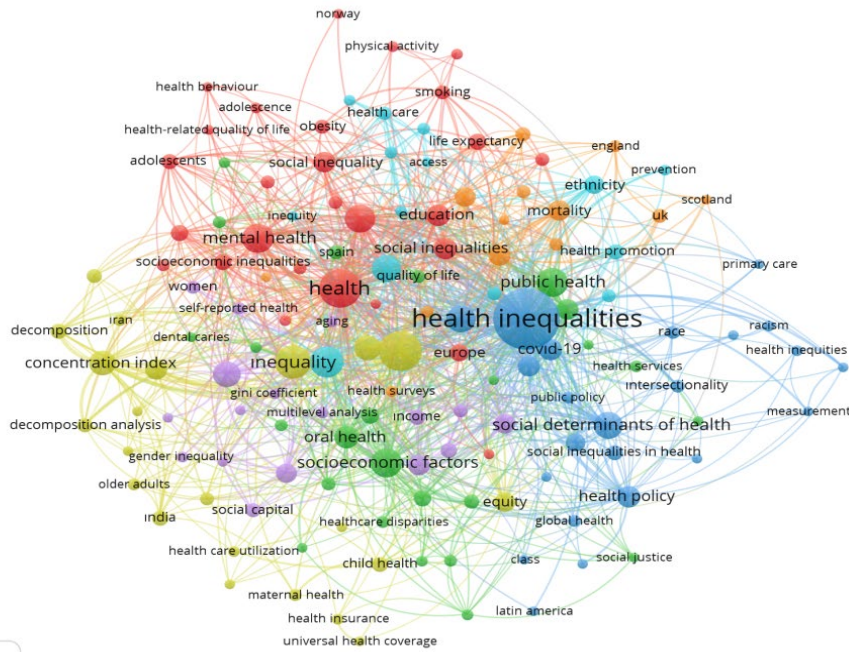 norway
physical activity
health behaviour
smoking
adolescence
health care
health-related quality of life
obesity
life expectancy
england
adolescents
social inequality
access
prevention
ethnicity
scotland
inequity
education
mortality
uk
mental health
spain
social inequalities
health promotion
socioeconomic inequalities
quality of life
primary care
women
health
public health
self-reported health
iran
aging
health inequalities
decomposition
dental caries
race
racism
concentration index
inequality
europe
covid-19
health inequities
health services
gini coefficient
health surveys
intersectionality
public policy
multilevel analysis
income
measurement
decomposition analysis
oral health
social determinants of health
gender inequality
socioeconomic factors
social inequalities in health
older adults
health policy
india
social capital
equity
healthcare disparities
global health
health care utilization
child health
class
social justice
maternal health
latin america
health insurance
universal health coverage